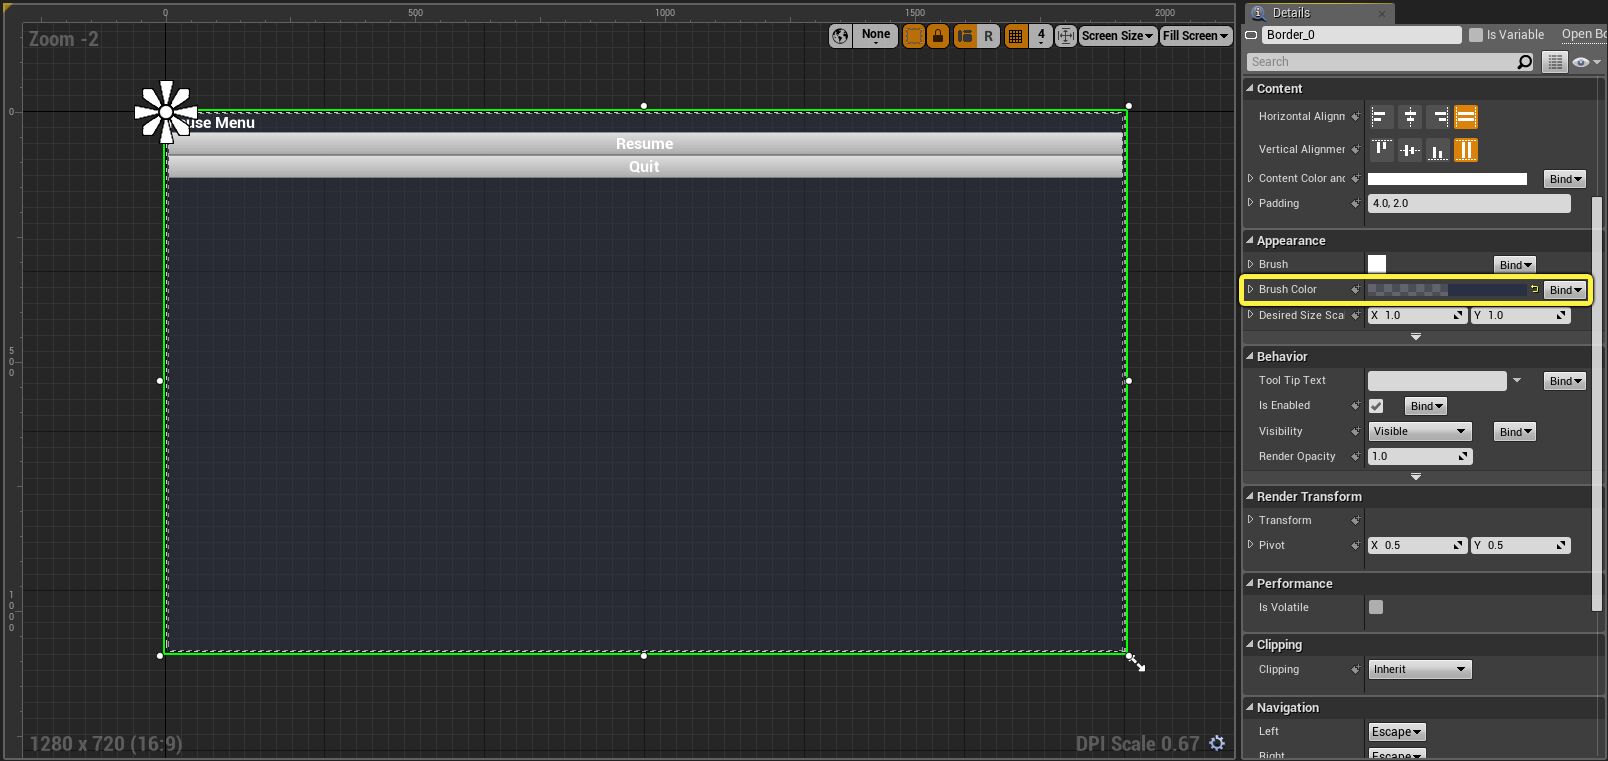 0
500
1000
1500
2000
Zoom -2
None
R
4
Screen Size
Fill Screen
0
500
1000
use Menu
Resume
Quit
1280 x 720 (16:9)
DPI Scale 0.67
Details
Border_0
Is Variable
Open Bo
Search
Content
Horizontal Alignm
Vertical Alignmer
Content Color and
Bind
Padding
4.0, 2.0
Appearance
Brush
Bind
Brush Color
Bind
Desired Size Scal
X 1.0
Y 1.0
Behavior
Tool Tip Text
Bind
Is Enabled
Bind
Visibility
Visible
Bind
Render Opacity
1.0
Render Transform
Transform
Pivot
X 0.5
Y 0.5
Performance
Is Volatile
Clipping
Clipping
Inherit
Navigation
Left
Escape
Right
Escape